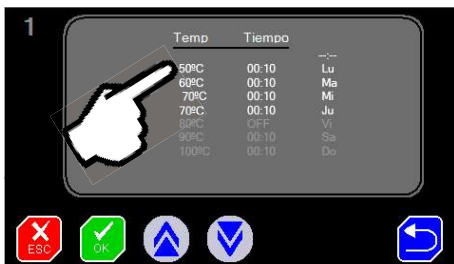 1
Temp Tiempo
--:--
50ºC 00:10 Lu
60ºC 00:10 Ma
70ºC 00:10 Mi
70ºC 00:10 Ju
80ºC OFF Vi
90ºC 00:10 Sa
100ºC 00:10 Do
ESC OK